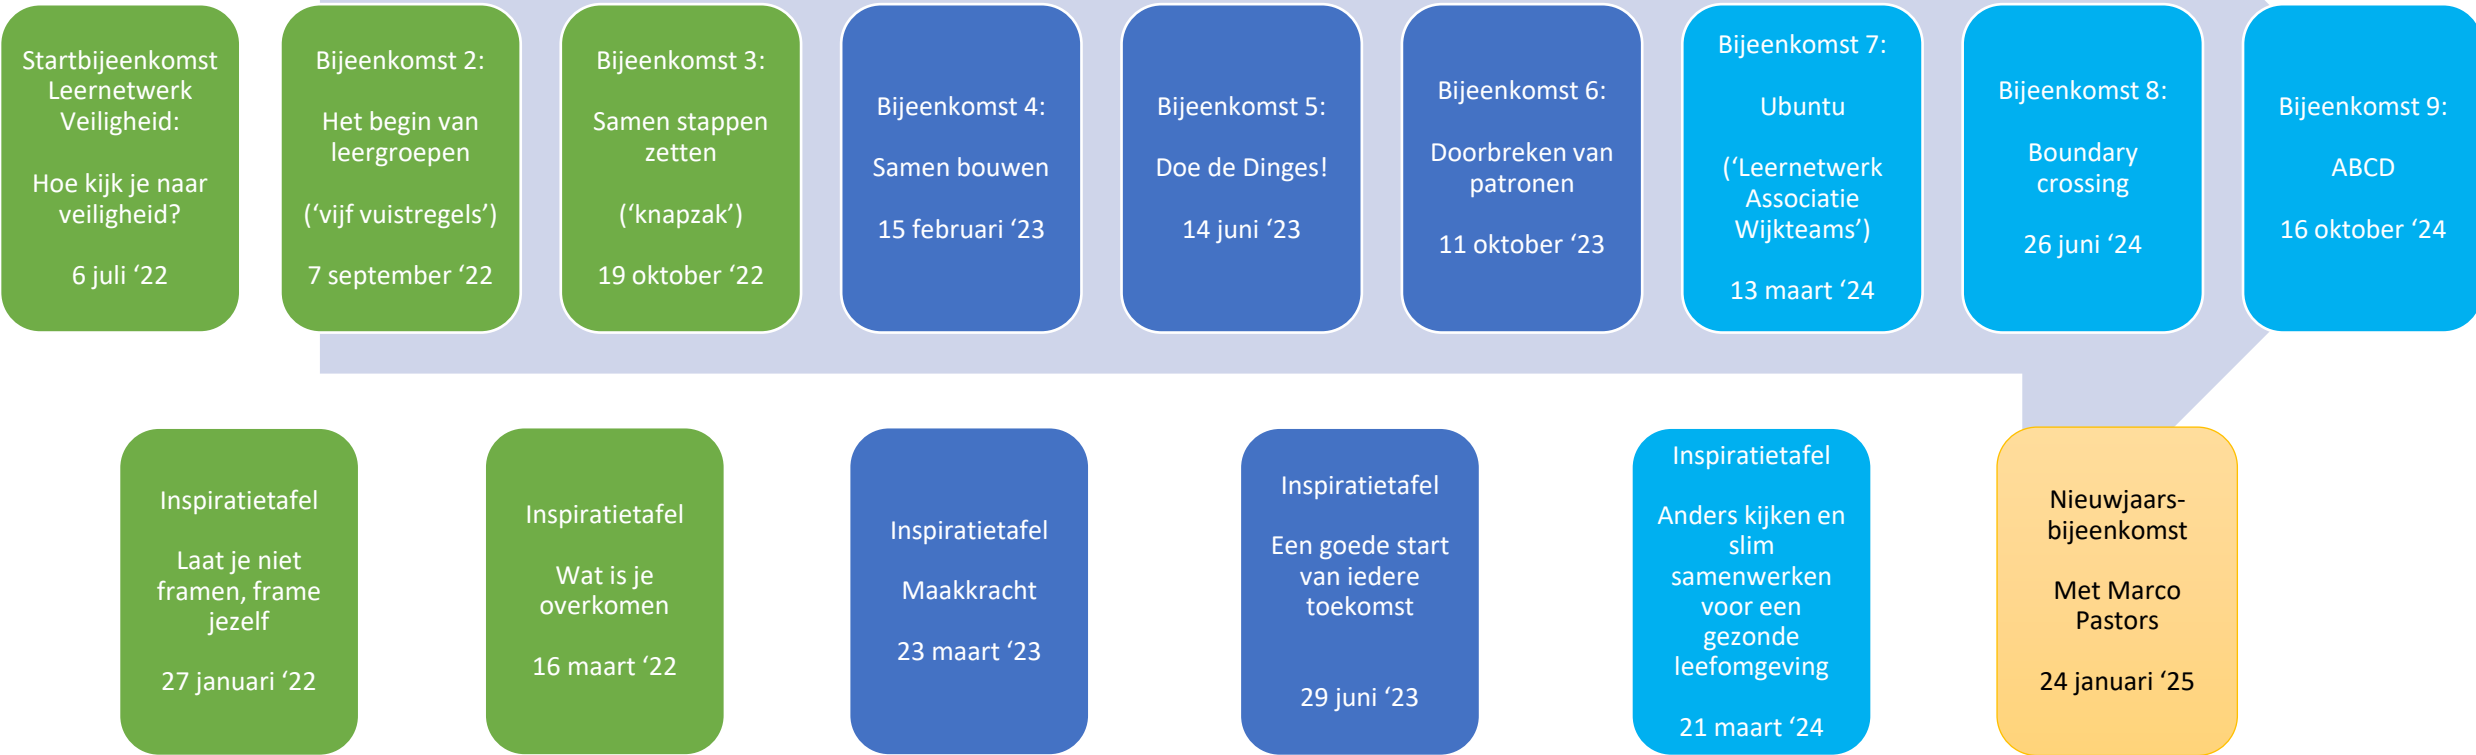 Startbijeenkomst
Leernetwerk
Veiligheid:
Hoe kijk je naar
veiligheid?
6 juli ‘22
Bijeenkomst 2:
Het begin van
leergroepen
(‘vijf vuistregels’)
7 september ‘22
Bijeenkomst 3:
Samen stappen
zetten
(‘knapzak’)
19 oktober ‘22
Bijeenkomst 4:
Samen bouwen
15 februari ‘23
Bijeenkomst 5:
Doe de Dinges!
14 juni ‘23
Bijeenkomst 6:
Doorbreken van
patronen
11 oktober ‘23
Bijeenkomst 7:
Ubuntu
(‘Leernetwerk
Associatie
Wijkteams’)
13 maart ‘24
Bijeenkomst 8:
Boundary
crossing
26 juni ‘24
Bijeenkomst 9:
ABCD
16 oktober ‘24
Inspiratietafel
Laat je niet
framen, frame
jezelf
27 januari ‘22
Inspiratietafel
Wat is je
overkomen
16 maart ‘22
Inspiratietafel
Maakkracht
23 maart ‘23
Inspiratietafel
Een goede start
van iedere
toekomst
29 juni ‘23
Inspiratietafel
Anders kijken en
slim
samenwerken
voor een
gezonde
leefomgeving
21 maart ‘24
Nieuwjaars-
bijeenkomst
Met Marco
Pastors
24 januari ‘25